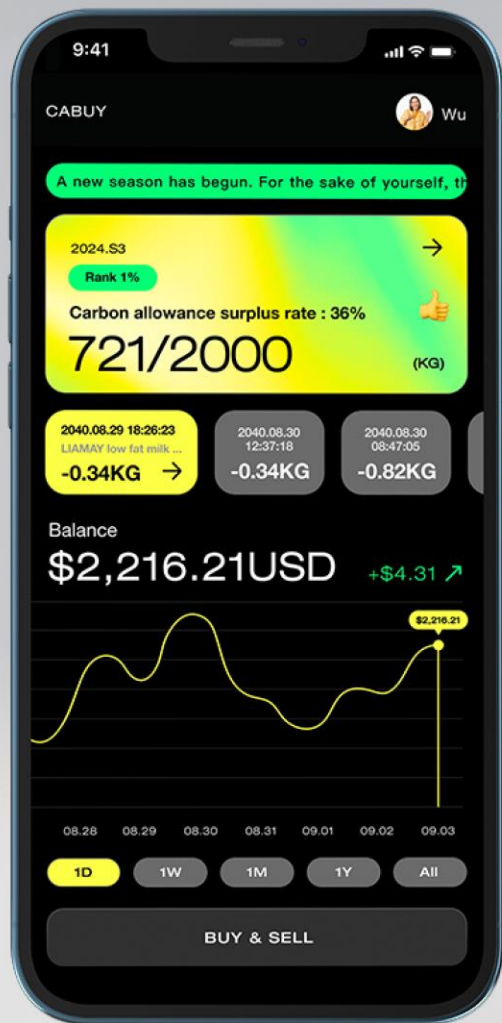 9:41
CABUY
Wu
A new season has begun. For the sake of yourself, th
2024.S3
Rank 1%
Carbon allowance surplus rate : 36%
721/2000
(KG)
2040.08.29 18:26:23
LIAMAY low fat milk ...
-0.34KG
2040.08.30
12:37:18
-0.34KG
2040.08.30
08:47:05
-0.82KG
Balance
$2,216.21USD
+$4.31
$2,216.21
08.28 08.29 08.30 08.31 09.01 09.02 09.03
1D 1W 1M 1Y All
BUY & SELL